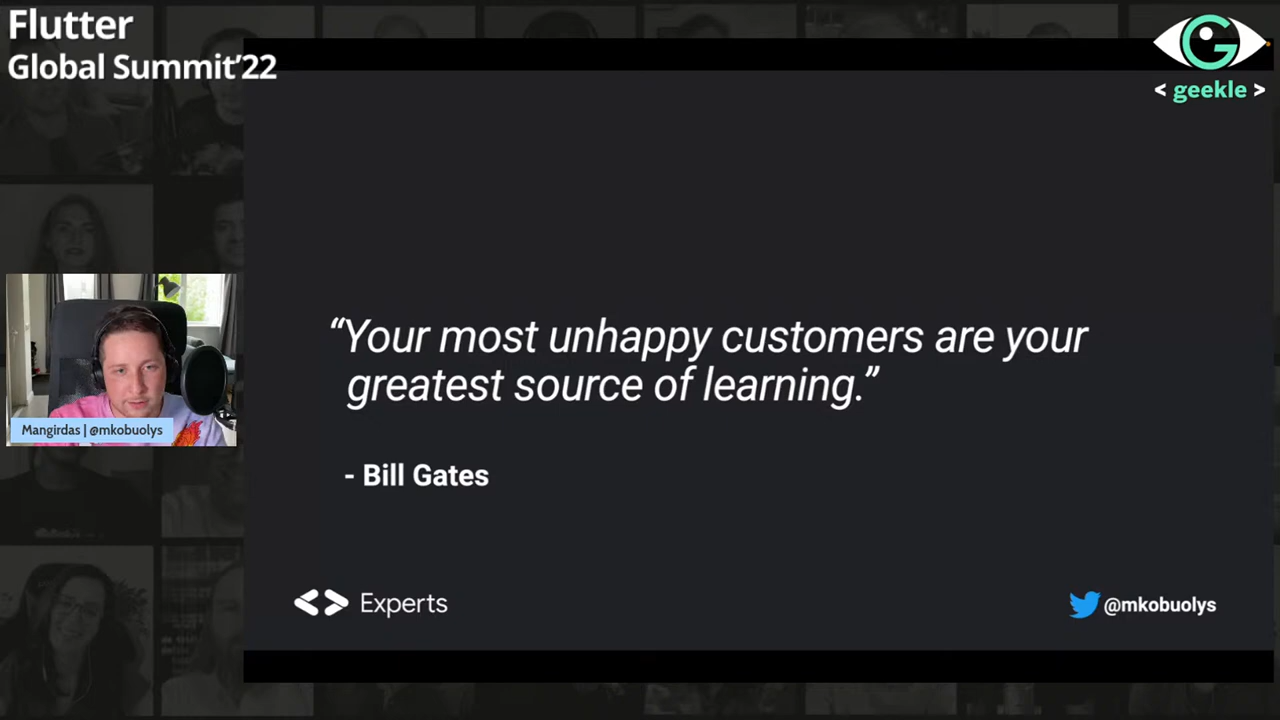 Flutter
Global Summit'22
< geekle >
“Your most unhappy customers are your
greatest source of learning.”
- Bill Gates
Mangirdas | @mkobuolys
Experts
@mkobuolys